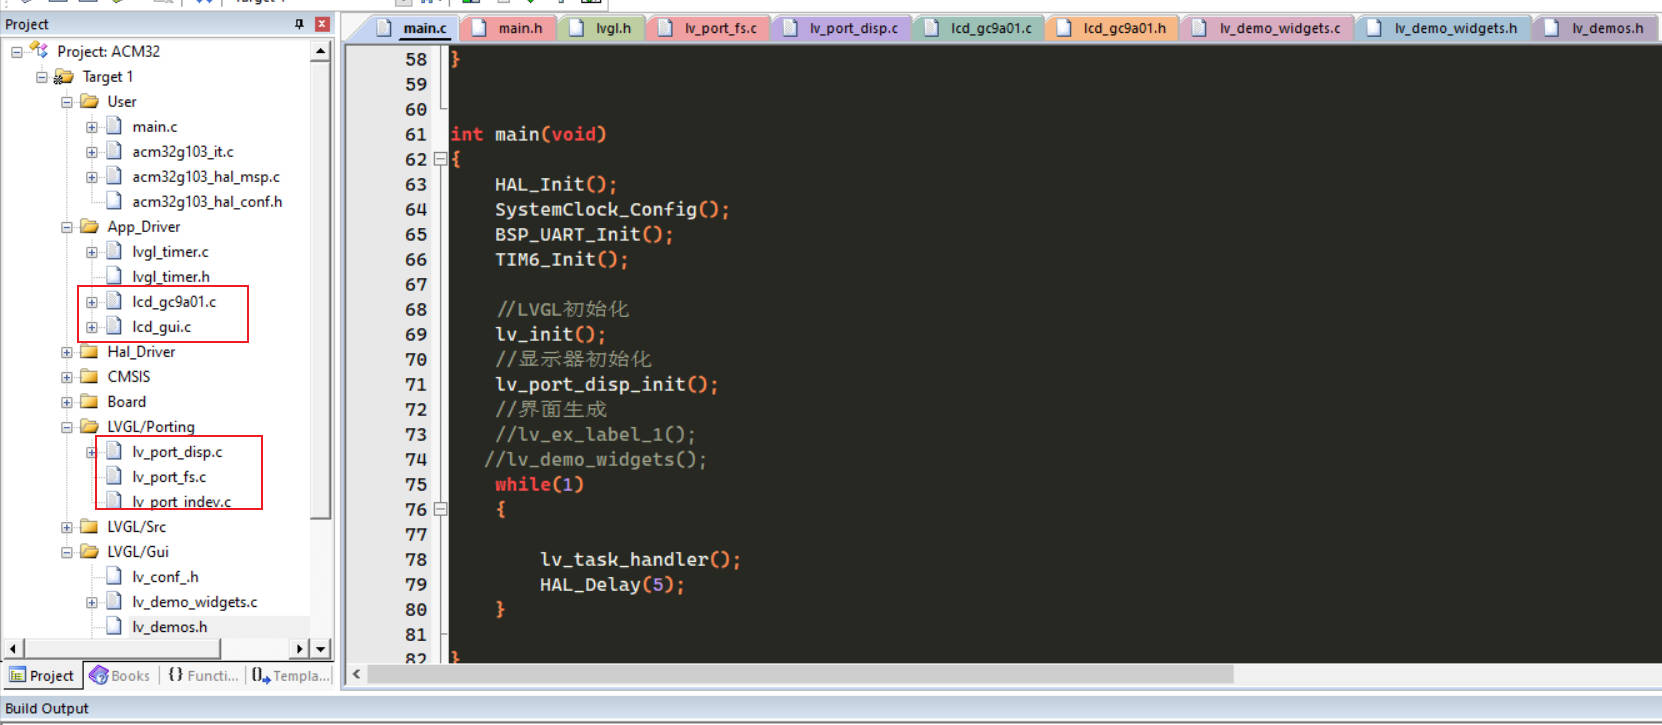 Project
Project: ACM32
Target 1
User
main.c
acm32g103_it.c
acm32g103_hal_msp.c
acm32g103_hal_conf.h
App_Driver
lvgl_timer.c
lvgl_timer.h
lcd_gc9a01.c
lcd_gui.c
Hal_Driver
CMSIS
Board
LVGL/Porting
lv_port_disp.c
lv_port_fs.c
lv_port_indev.c
LVGL/Src
LVGL/Gui
lv_conf_.h
lv_demo_widgets.c
lv_demos.h
Project Books {} Functi... Templa...
main.c main.h lvgl.h lv_port_fs.c lv_port_disp.c lcd_gc9a01.c lcd_gc9a01.h lv_demo_widgets.c lv_demo_widgets.h lv_demos.h
58 }
59
60
61 int main(void)
62 {
63 HAL_Init();
64 SystemClock_Config();
65 BSP_UART_Init();
66 TIM6_Init();
67
68 //LVGL初始化
69 lv_init();
70 //显示器初始化
71 lv_port_disp_init();
72 //界面生成
73 //lv_ex_label_1();
74 //lv_demo_widgets();
75 while(1)
76 {
77
78 lv_task_handler();
79 HAL_Delay(5);
80 }
81
82 }
Build Output